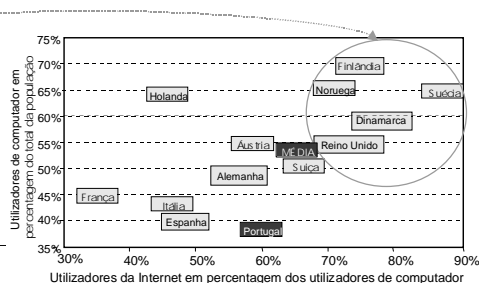 75%
70%
65%
60%
55%
50%
45%
40%
35%
Utilizadores de computador em
percentagem do total da população
Finlândia
Noruega
Suécia
Holanda
Dinamarca
Áustria
MÉDIA
Reino Unido
Suiça
Alemanha
França
Itália
Espanha
Portugal
30%
40%
50%
60%
70%
80%
90%
Utilizadores da Internet em percentagem dos utilizadores de computador